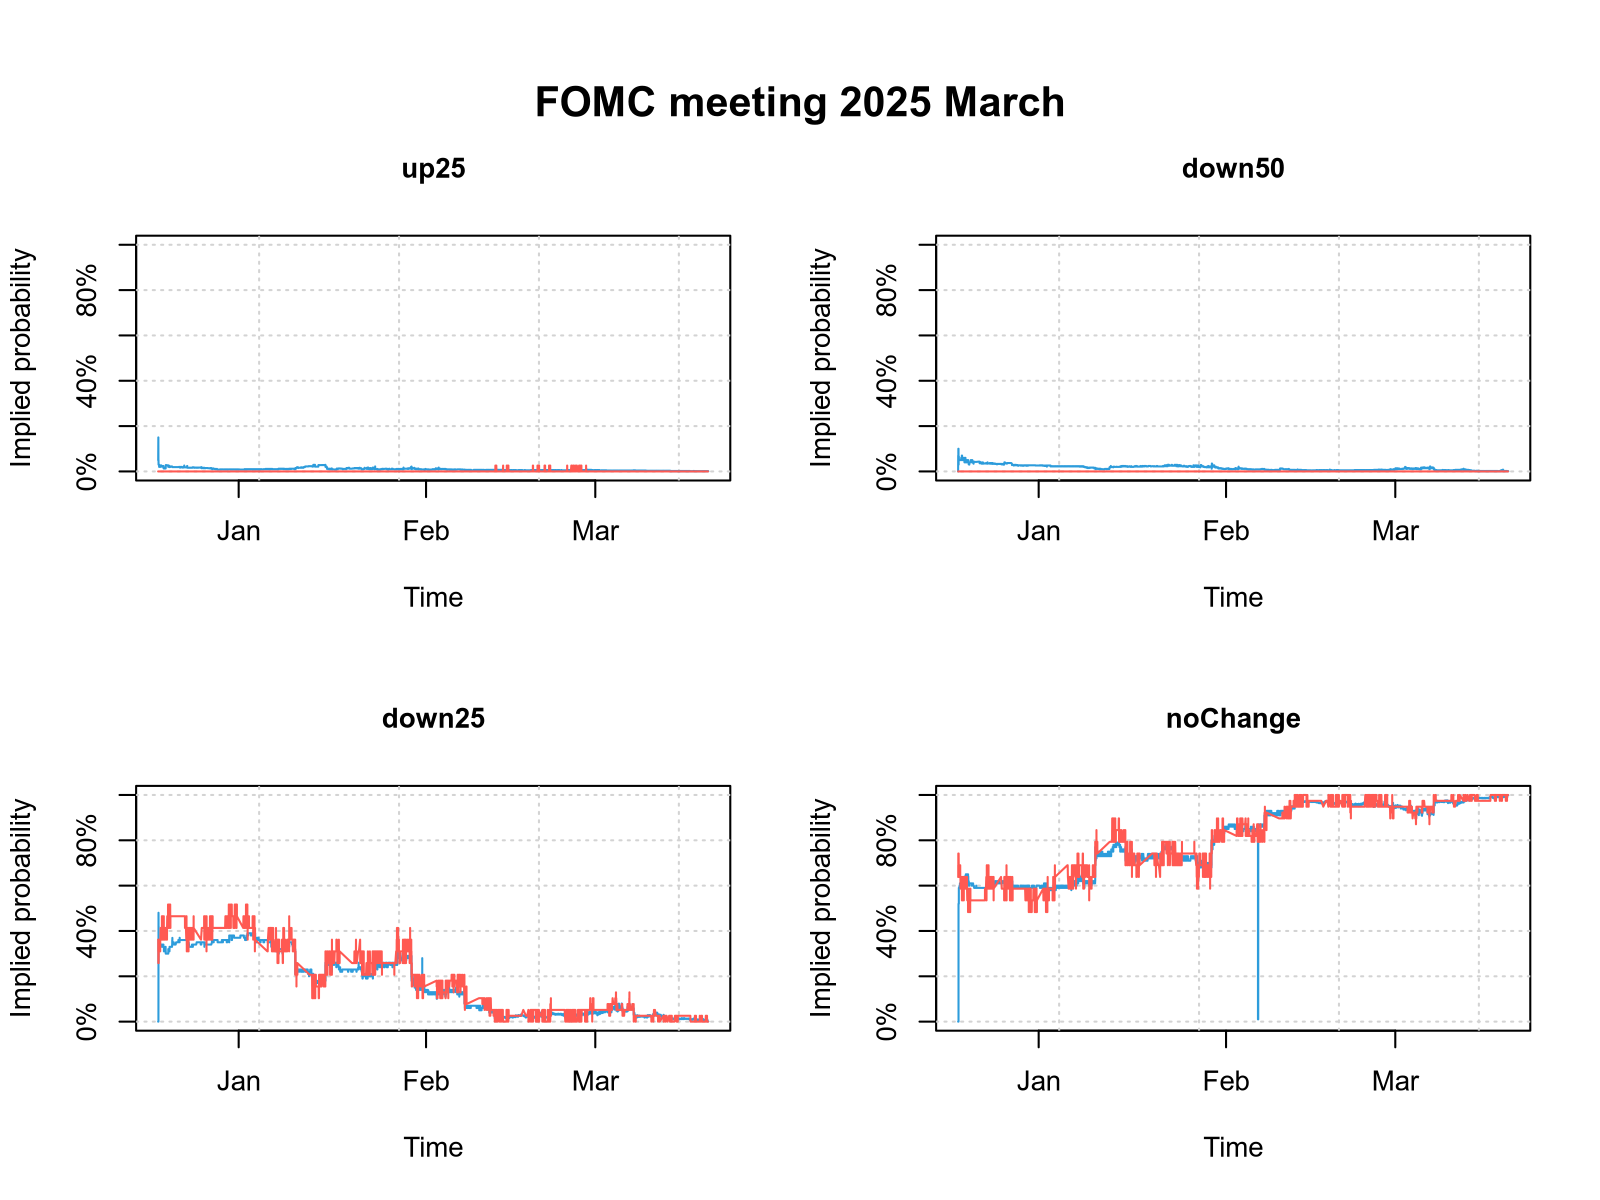 FOMC meeting 2025 March
up25
Implied probability
0% 40% 80%
Jan Feb Mar
Time
down50
Implied probability
0% 40% 80%
Jan Feb Mar
Time
down25
Implied probability
0% 40% 80%
Jan Feb Mar
Time
noChange
Implied probability
0% 40% 80%
Jan Feb Mar
Time